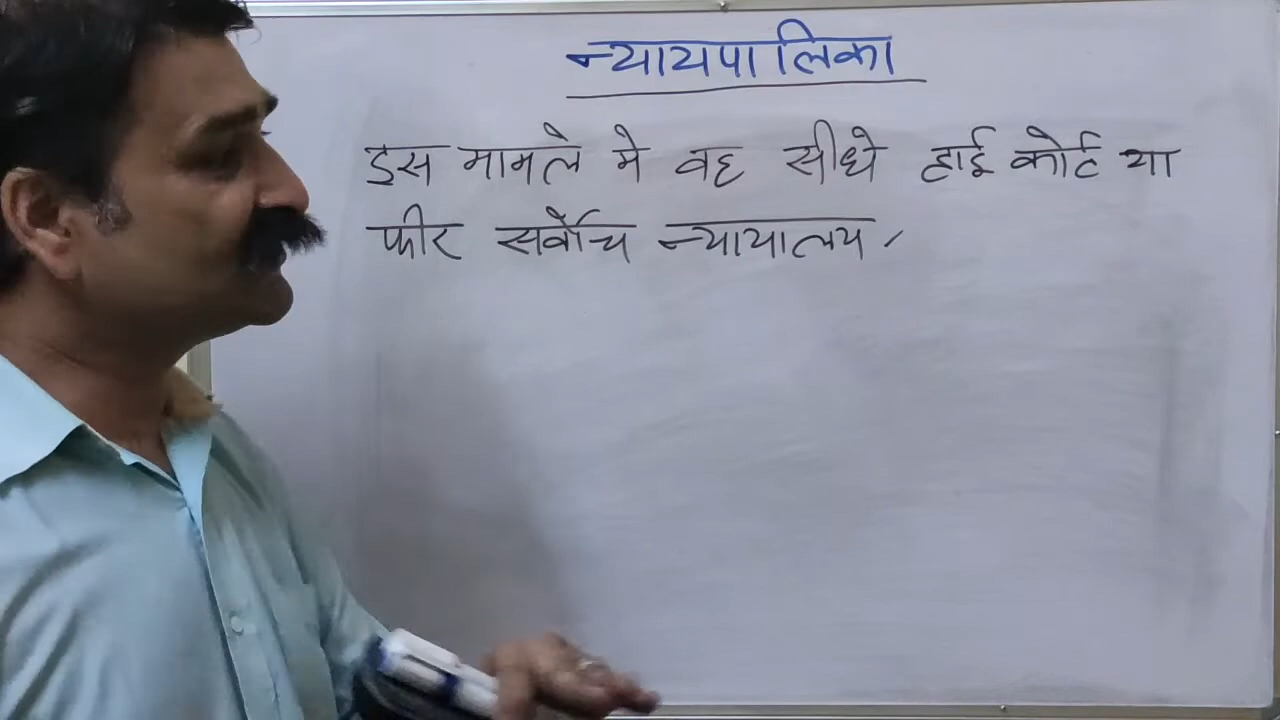 न्यायपालिका
इस मामले मे वह सीधे हाई कोर्ट या
फीर सर्वोच न्यायालय,